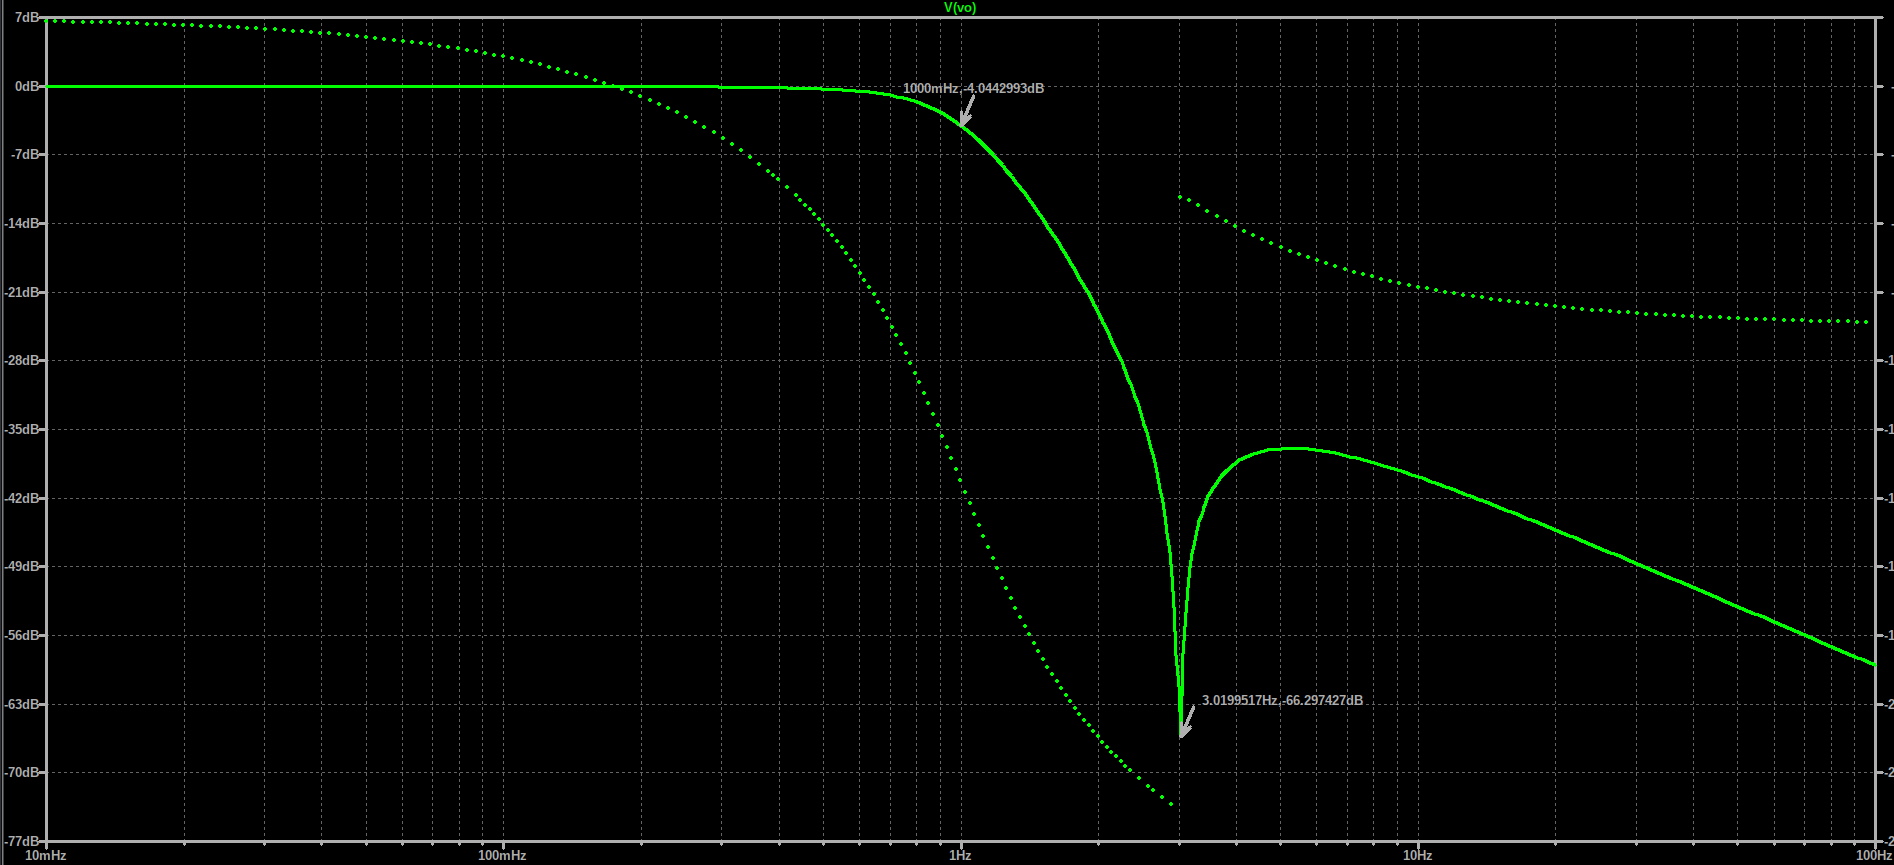 V(vo)
7dB
0dB
-7dB
-14dB
-21dB
-28dB
-35dB
-42dB
-49dB
-56dB
-63dB
-70dB
-77dB
1000mHz,-4.0442993dB
3.0199517Hz,-66.297427dB
10mHz
100mHz
1Hz
10Hz
100Hz